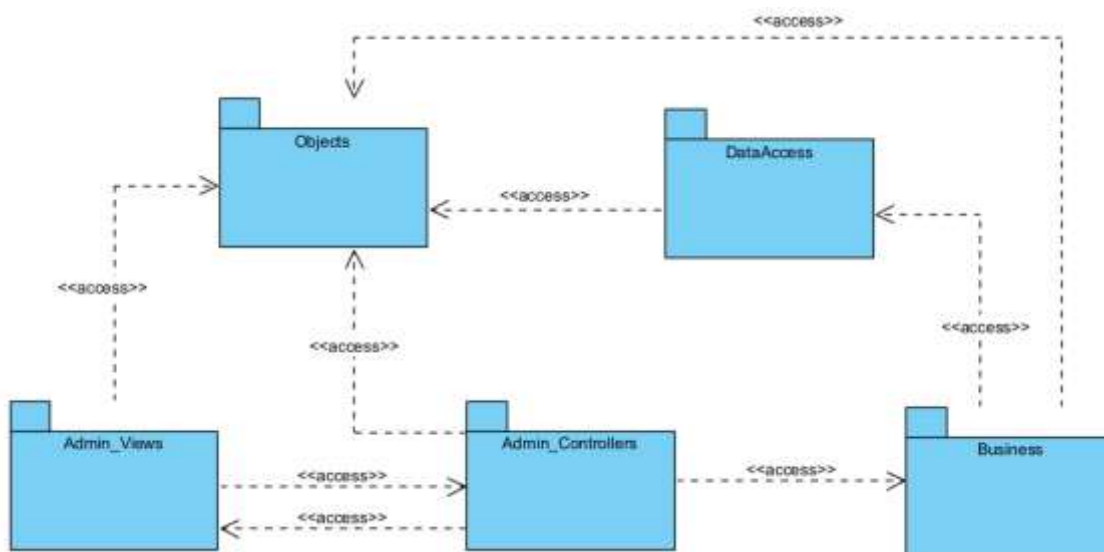 <<access>>
Objects
DataAccess
<<access>>
<<access>>
<<access>>
<<access>>
Admin_Views
Admin_Controllers
Business
<<access>>
<<access>>
<<access>>